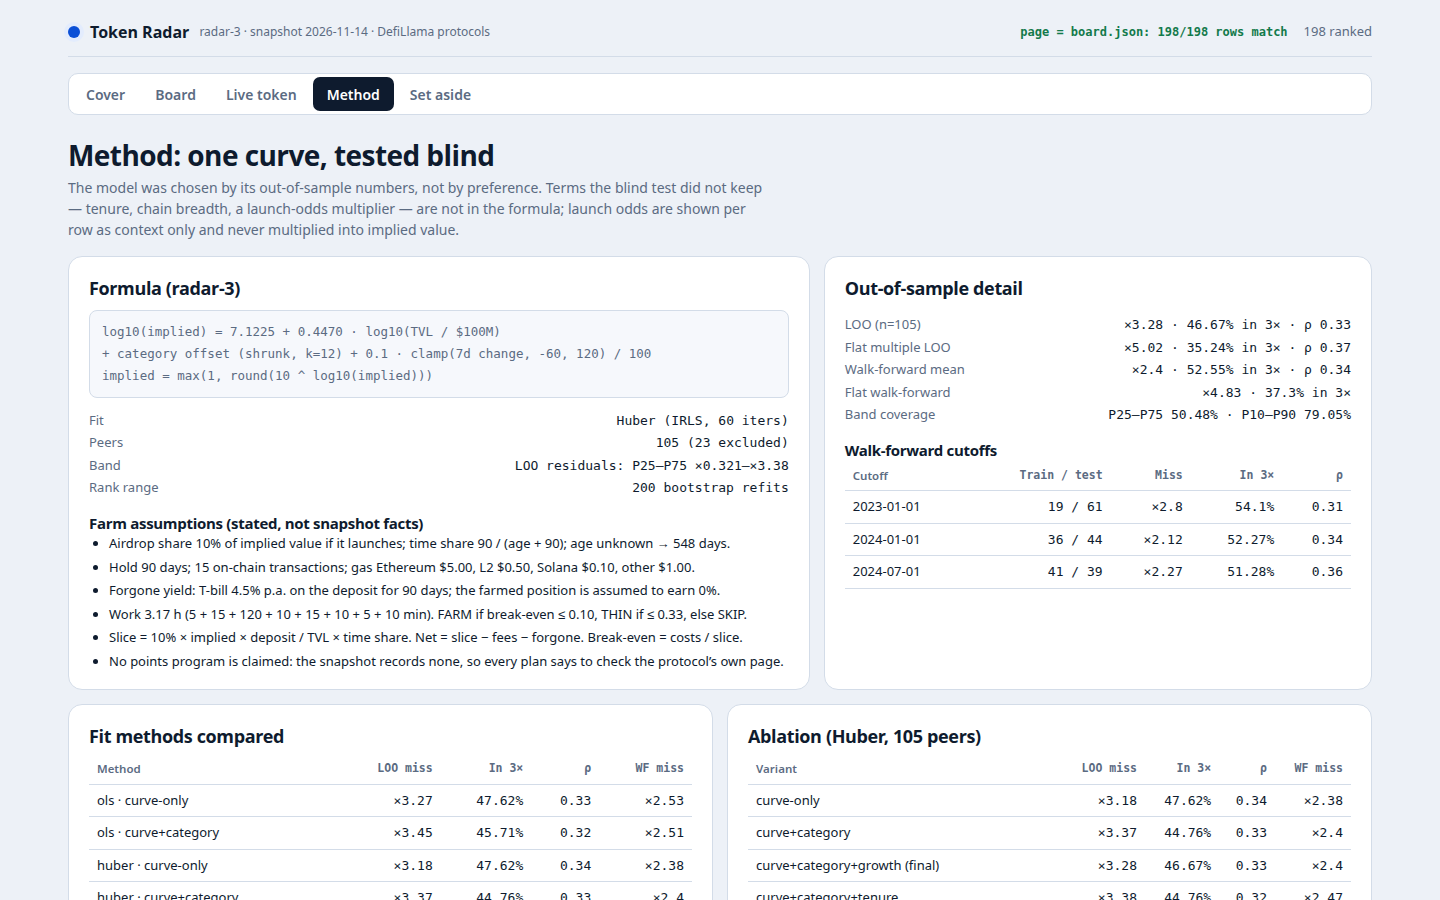 Token Radar radar-3 · snapshot 2026-11-14 · DefiLlama protocols page = board.json: 198/198 rows match 198 ranked
Cover Board Live token Method Set aside
Method: one curve, tested blind
The model was chosen by its out-of-sample numbers, not by preference. Terms the blind test did not keep
— tenure, chain breadth, a launch-odds multiplier — are not in the formula; launch odds are shown per
row as context only and never multiplied into implied value.
Formula (radar-3)
log10(implied) = 7.1225 + 0.4470 · log10(TVL / $100M)
+ category offset (shrunk, k=12) + 0.1 · clamp(7d change, -60, 120) / 100
implied = max(1, round(10 ^ log10(implied)))
Fit Huber (IRLS, 60 iters)
Peers 105 (23 excluded)
Band LOO residuals: P25–P75 ×0.321–×3.38
Rank range 200 bootstrap refits
Farm assumptions (stated, not snapshot facts)
• Airdrop share 10% of implied value if it launches; time share 90 / (age + 90); age unknown → 548 days.
• Hold 90 days; 15 on-chain transactions; gas Ethereum $5.00, L2 $0.50, Solana $0.10, other $1.00.
• Forgone yield: T-bill 4.5% p.a. on the deposit for 90 days; the farmed position is assumed to earn 0%.
• Work 3.17 h (5 + 15 + 120 + 10 + 15 + 10 + 5 + 10 min). FARM if break-even ≤ 0.10, THIN if ≤ 0.33, else SKIP.
• Slice = 10% × implied × deposit / TVL × time share. Net = slice − fees − forgone. Break-even = costs / slice.
• No points program is claimed: the snapshot records none, so every plan says to check the protocol’s own page.
Out-of-sample detail
LOO (n=105) ×3.28 · 46.67% in 3× · ρ 0.33
Flat multiple LOO ×5.02 · 35.24% in 3× · ρ 0.37
Walk-forward mean ×2.4 · 52.55% in 3× · ρ 0.34
Flat walk-forward ×4.83 · 37.3% in 3×
Band coverage P25–P75 50.48% · P10–P90 79.05%
Walk-forward cutoffs
Cutoff Train / test Miss In 3× ρ
2023-01-01 19 / 61 ×2.8 54.1% 0.31
2024-01-01 36 / 44 ×2.12 52.27% 0.34
2024-07-01 41 / 39 ×2.27 51.28% 0.36
Fit methods compared
Method LOO miss In 3× ρ WF miss
ols · curve-only ×3.27 47.62% 0.33 ×2.53
ols · curve+category ×3.45 45.71% 0.32 ×2.51
huber · curve-only ×3.18 47.62% 0.34 ×2.38
huber · curve+category ×3.37 44.76% 0.33 ×2.4
Ablation (Huber, 105 peers)
Variant LOO miss In 3× ρ WF miss
curve-only ×3.18 47.62% 0.34 ×2.38
curve+category ×3.37 44.76% 0.33 ×2.4
curve+category+growth (final) ×3.28 46.67% 0.33 ×2.4
curve+category+tenure ×3.38 44.76% 0.32 ×2.47